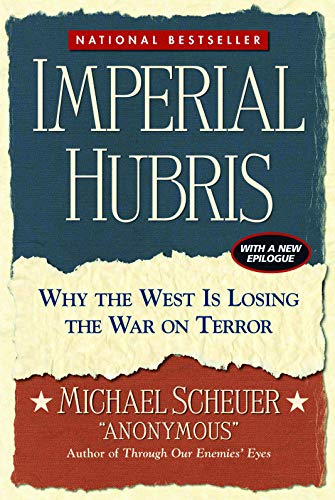 NATIONAL BESTSELLER
IMPERIAL
HUBRIS
WITH A NEW
EPILOGUE
WHY THE WEST IS LOSING
THE WAR ON TERROR
MICHAEL SCHEUER
"ANONYMOUS"
Author of Through Our Enemies' Eyes